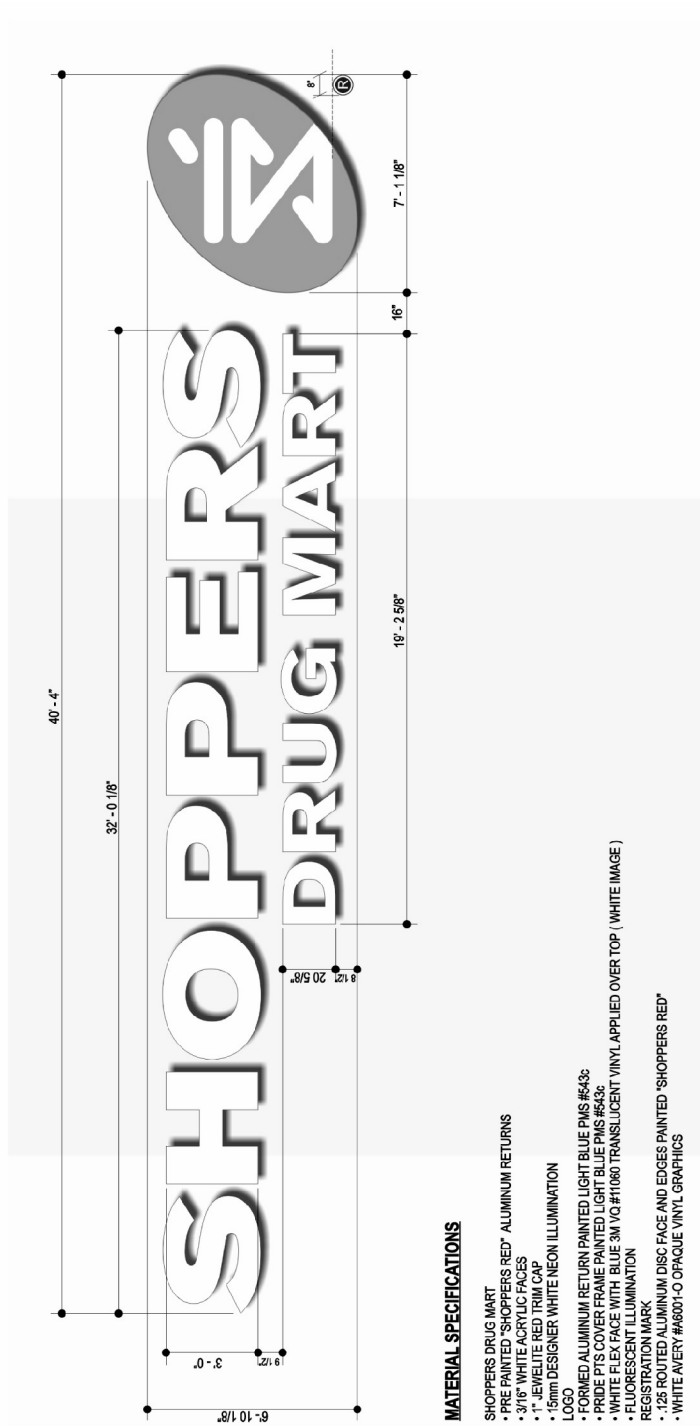 40' - 4"
32' - 0 1/8"
SHOPPERS
DRUG MART
8"
®
3' - 0"
9 1/2"
6' - 10 1/8"
20 5/8"
8 1/2"
19' - 2 5/8"
16"
7' - 1 1/8"
MATERIAL SPECIFICATIONS
SHOPPERS DRUG MART
• PRE PAINTED "SHOPPERS RED" ALUMINUM RETURNS
• 3/16" WHITE ACRYLIC FACES
• 1" JEWELITE RED TRIM CAP
• 15mm DESIGNER WHITE NEON ILLUMINATION
LOGO
• FORMED ALUMINUM RETURN PAINTED LIGHT BLUE PMS #543c
• PRIDE PTS COVER FRAME PAINTED LIGHT BLUE PMS #543c
• WHITE FLEX FACE WITH BLUE 3M VQ #11060 TRANSLUCENT VINYL APPLIED OVER TOP ( WHITE IMAGE )
• FLUORESCENT ILLUMINATION
REGISTRATION MARK
• .125 ROUTED ALUMINUM DISC FACE AND EDGES PAINTED "SHOPPERS RED"
• WHITE AVERY #A6001-O OPAQUE VINYL GRAPHICS